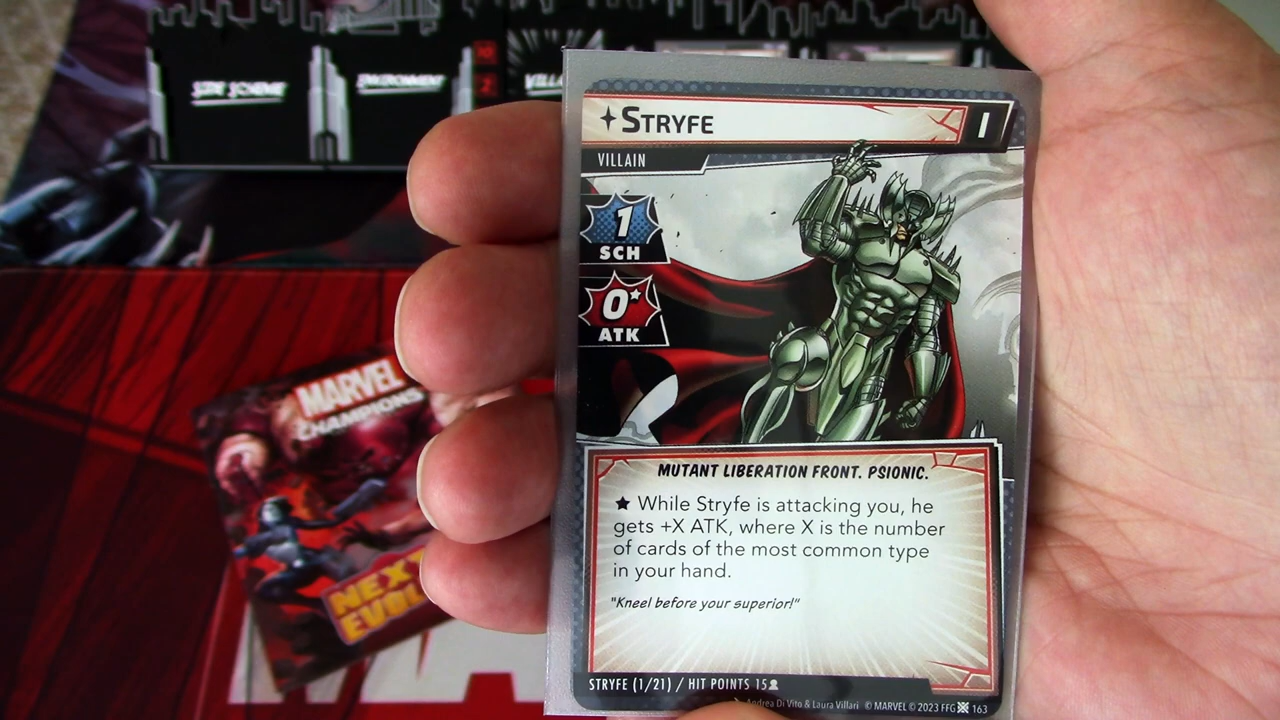 SIDE SCHEME
ENVIRONMENT
STRYFE
I
VILLAIN
1
SCH
0
ATK
MARVEL
CHAMPIONS
MUTANT LIBERATION FRONT. PSIONIC.
★ While Stryfe is attacking you, he
gets +X ATK, where X is the number
of cards of the most common type
in your hand.
"Kneel before your superior!"
STRYFE (1/21) / HIT POINTS 15
Andrea Di Vito & Laura Villari © MARVEL © 2023 FFG 163